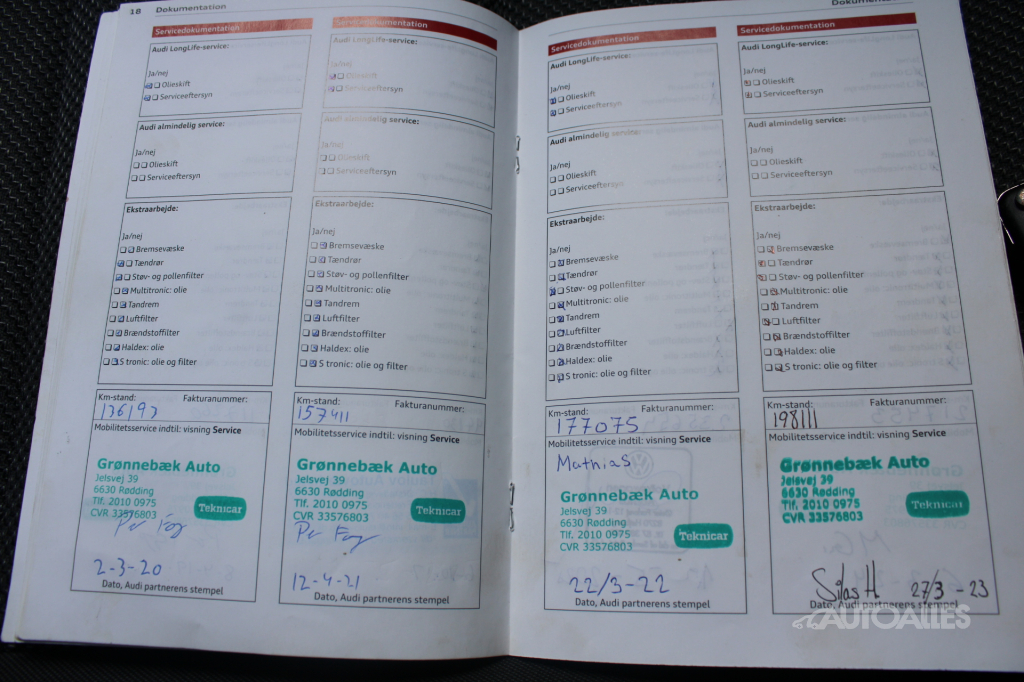 18 Dokumentation
Servicedokumentation
Audi LongLife-service:
Ja/nej
Olieskift
Serviceeftersyn
Audi almindelig service:
Ja/nej
Olieskift
Serviceeftersyn
Ekstraarbejde:
Ja/nej
Bremsevæske
Tændrør
Støv- og pollenfilter
Multitronic: olie
Tandrem
Luftfilter
Brændstoffilter
Haldex: olie
S tronic: olie og filter
Km-stand: Fakturanummer:
136193
Mobilitetsservice indtil: visning Service
Grønnebæk Auto
Jelsvej 39
6630 Rødding
Tlf. 2010 0975
CVR 33576803
Teknicar
2-3-20
Dato, Audi partnerens stempel
Servicedokumentation
Audi LongLife-service:
Ja/nej
Olieskift
Serviceeftersyn
Audi almindelig service:
Ja/nej
Olieskift
Serviceeftersyn
Ekstraarbejde:
Ja/nej
Bremsevæske
Tændrør
Støv- og pollenfilter
Multitronic: olie
Tandrem
Luftfilter
Brændstoffilter
Haldex: olie
S tronic: olie og filter
Km-stand: Fakturanummer:
157411
Mobilitetsservice indtil: visning Service
Grønnebæk Auto
Jelsvej 39
6630 Rødding
Tlf. 2010 0975
CVR 33576803
Teknicar
12-4-21
Dato, Audi partnerens stempel
Dokumentation
Servicedokumentation
Audi LongLife-service:
Ja/nej
Olieskift
Serviceeftersyn
Audi almindelig service:
Ja/nej
Olieskift
Serviceeftersyn
Ekstraarbejde:
Ja/nej
Bremsevæske
Tændrør
Støv- og pollenfilter
Multitronic: olie
Tandrem
Luftfilter
Brændstoffilter
Haldex: olie
S tronic: olie og filter
Km-stand: Fakturanummer:
177075
Mobilitetsservice indtil: visning Service
Mathias
Grønnebæk Auto
Jelsvej 39
6630 Rødding
Tlf. 2010 0975
CVR 33576803
Teknicar
22/3-22
Dato, Audi partnerens stempel
Servicedokumentation
Audi LongLife-service:
Ja/nej
Olieskift
Serviceeftersyn
Audi almindelig service:
Ja/nej
Olieskift
Serviceeftersyn
Ekstraarbejde:
Ja/nej
Bremsevæske
Tændrør
Støv- og pollenfilter
Multitronic: olie
Tandrem
Luftfilter
Brændstoffilter
Haldex: olie
S tronic: olie og filter
Km-stand: Fakturanummer:
198111
Mobilitetsservice indtil: visning Service
Grønnebæk Auto
Jelsvej 39
6630 Rødding
Tlf. 2010 0975
CVR 33576803
Teknicar
Silas H 27/3-23
Dato, Audi partnerens stempel
AUTOALLES